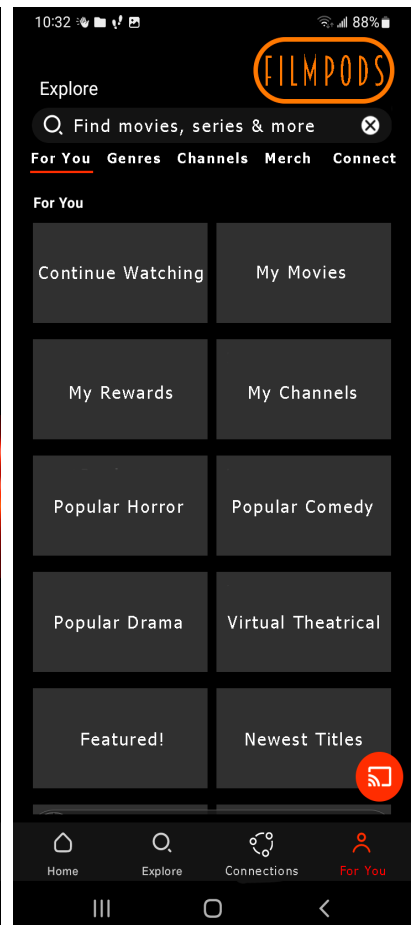 10:32 88%
FILMPODS
Explore
Find movies, series & more
For You Genres Channels Merch Connect
For You
Continue Watching My Movies
My Rewards My Channels
Popular Horror Popular Comedy
Popular Drama Virtual Theatrical
Featured! Newest Titles
Home Explore Connections For You